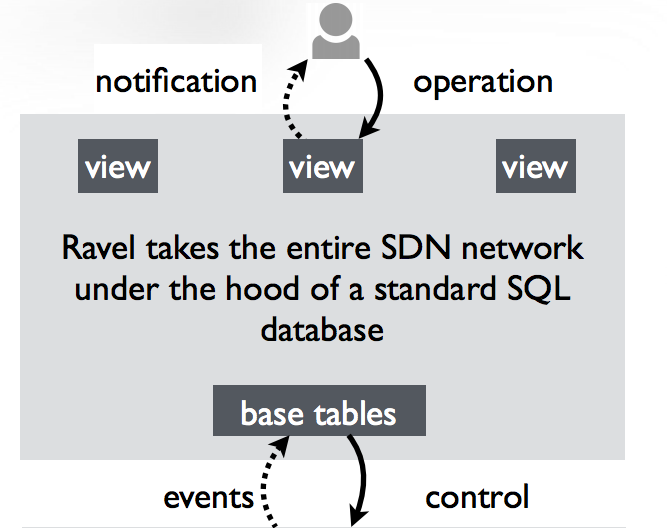 notification operation
view view view
Ravel takes the entire SDN network
under the hood of a standard SQL
database
base tables
events control